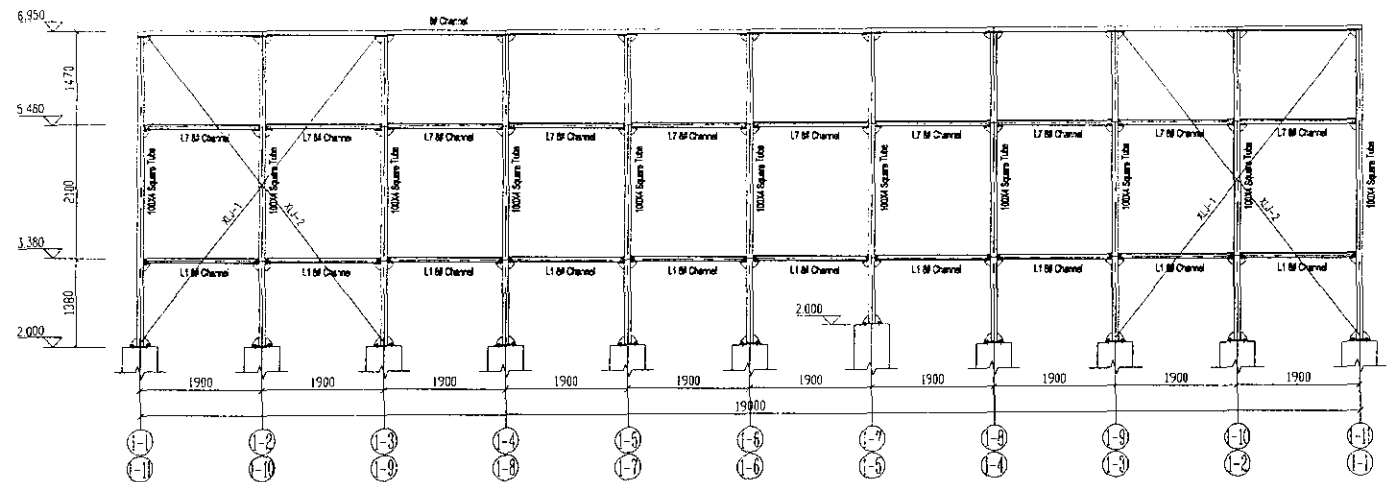 6.950
8# Channel
1470
5.480
L7 8# Channel L7 8# Channel L7 8# Channel L7 8# Channel L7 8# Channel L7 8# Channel L7 8# Channel L7 8# Channel L7 8# Channel L7 8# Channel
100X4 Square Tube 100X4 Square Tube 100X4 Square Tube 100X4 Square Tube 100X4 Square Tube 100X4 Square Tube 100X4 Square Tube 100X4 Square Tube 100X4 Square Tube 100X4 Square Tube 100X4 Square Tube
2100
XLJ-1 XLJ-2 XLJ-1 XLJ-2
3.380
L1 8# Channel L1 8# Channel L1 8# Channel L1 8# Channel L1 8# Channel L1 8# Channel L1 8# Channel L1 8# Channel L1 8# Channel L1 8# Channel
1380
2.000
2.000
1900 1900 1900 1900 1900 1900 1900 1900 1900 1900
19000
1-1 1-2 1-3 1-4 1-5 1-6 1-7 1-8 1-9 1-10 1-11
1-11 1-10 1-9 1-8 1-7 1-6 1-5 1-4 1-3 1-2 1-1